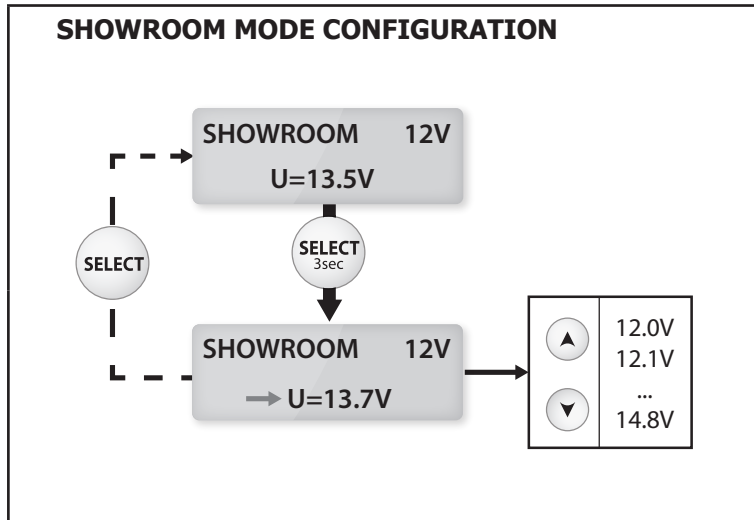 SHOWROOM MODE CONFIGURATION
SHOWROOM 12V
U=13.5V
SELECT
SELECT
3sec
SHOWROOM 12V
U=13.7V
12.0V
12.1V
...
14.8V